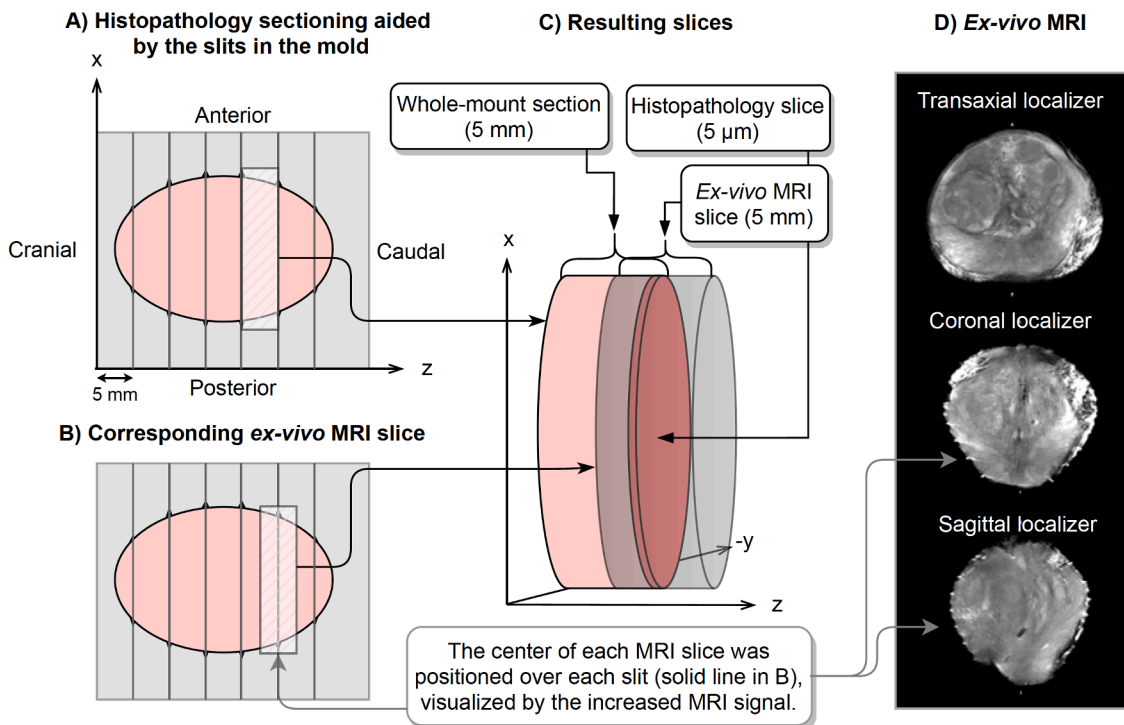 A) Histopathology sectioning aided
by the slits in the mold
x
Anterior
Cranial
Caudal
z
5 mm
Posterior
B) Corresponding ex-vivo MRI slice
C) Resulting slices
Whole-mount section
(5 mm)
Histopathology slice
(5 µm)
Ex-vivo MRI
slice (5 mm)
x
-y
z
The center of each MRI slice was
positioned over each slit (solid line in B),
visualized by the increased MRI signal.
D) Ex-vivo MRI
Transaxial localizer
Coronal localizer
Sagittal localizer